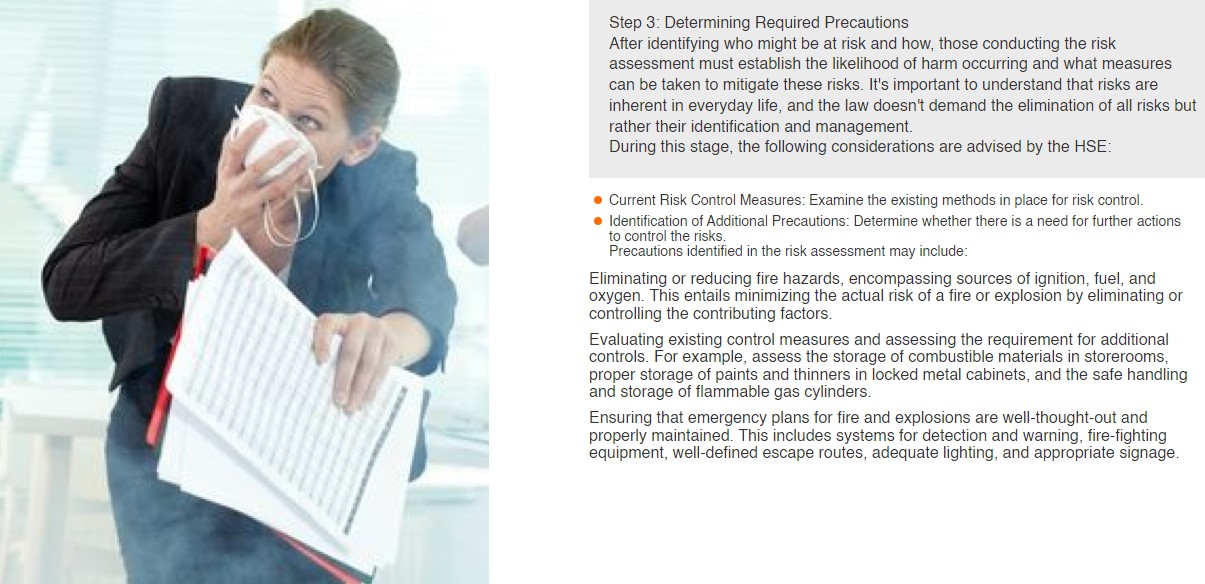 Step 3: Determining Required Precautions
After identifying who might be at risk and how, those conducting the risk
assessment must establish the likelihood of harm occurring and what measures
can be taken to mitigate these risks. It's important to understand that risks are
inherent in everyday life, and the law doesn't demand the elimination of all risks but
rather their identification and management.
During this stage, the following considerations are advised by the HSE:
Current Risk Control Measures: Examine the existing methods in place for risk control.
Identification of Additional Precautions: Determine whether there is a need for further actions
to control the risks.
Precautions identified in the risk assessment may include:
Eliminating or reducing fire hazards, encompassing sources of ignition, fuel, and
oxygen. This entails minimizing the actual risk of a fire or explosion by eliminating or
controlling the contributing factors.
Evaluating existing control measures and assessing the requirement for additional
controls. For example, assess the storage of combustible materials in storerooms,
proper storage of paints and thinners in locked metal cabinets, and the safe handling
and storage of flammable gas cylinders.
Ensuring that emergency plans for fire and explosions are well-thought-out and
properly maintained. This includes systems for detection and warning, fire-fighting
equipment, well-defined escape routes, adequate lighting, and appropriate signage.